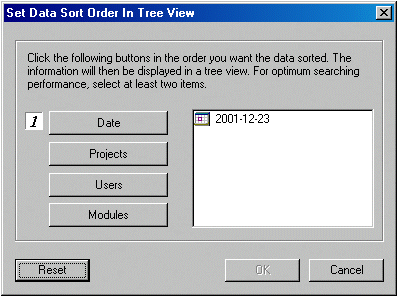 Set Data Sort Order In Tree View
Click the following buttons in the order you want the data sorted. The
information will then be displayed in a tree view. For optimum searching
performance, select at least two items.
1 Date
2001-12-23
Projects
Users
Modules
Reset
OK
Cancel